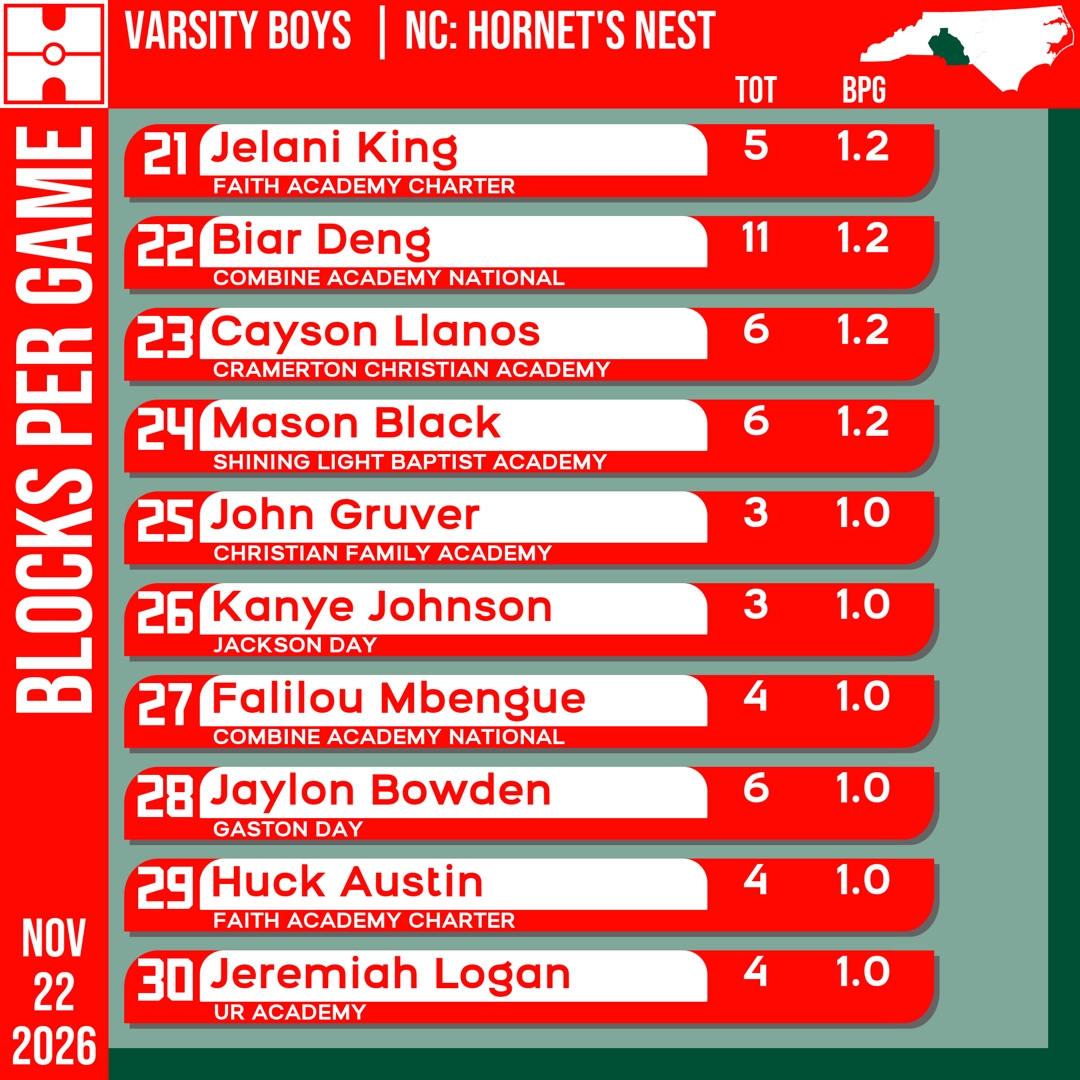 VARSITY BOYS | NC: HORNET'S NEST
TOT BPG
BLOCKS PER GAME
21 Jelani King 5 1.2
FAITH ACADEMY CHARTER
22 Biar Deng 11 1.2
COMBINE ACADEMY NATIONAL
23 Cayson Llanos 6 1.2
CRAMERTON CHRISTIAN ACADEMY
24 Mason Black 6 1.2
SHINING LIGHT BAPTIST ACADEMY
25 John Gruver 3 1.0
CHRISTIAN FAMILY ACADEMY
26 Kanye Johnson 3 1.0
JACKSON DAY
27 Falilou Mbengue 4 1.0
COMBINE ACADEMY NATIONAL
28 Jaylon Bowden 6 1.0
GASTON DAY
29 Huck Austin 4 1.0
FAITH ACADEMY CHARTER
30 Jeremiah Logan 4 1.0
UR ACADEMY
NOV
22
2026